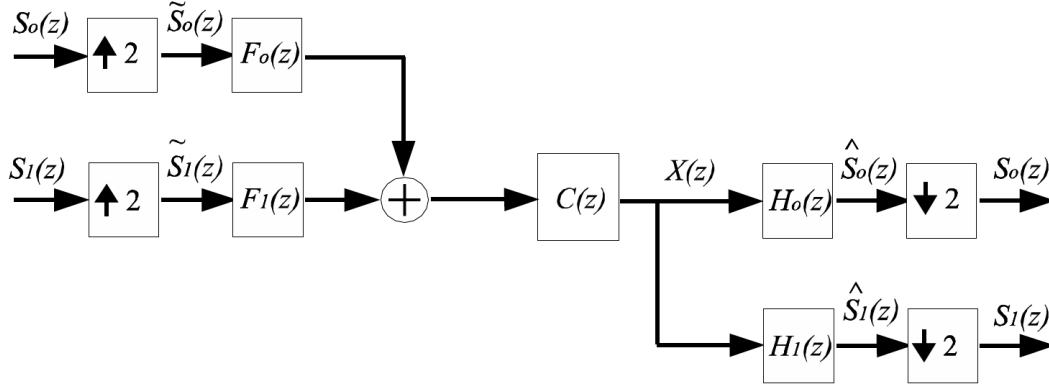 So(z) ↑ 2 S̃o(z) Fo(z)
S1(z) ↑ 2 S̃1(z) F1(z) + C(z) X(z) Ho(z) Ŝo(z) ↓ 2 So(z)
H1(z) Ŝ1(z) ↓ 2 S1(z)